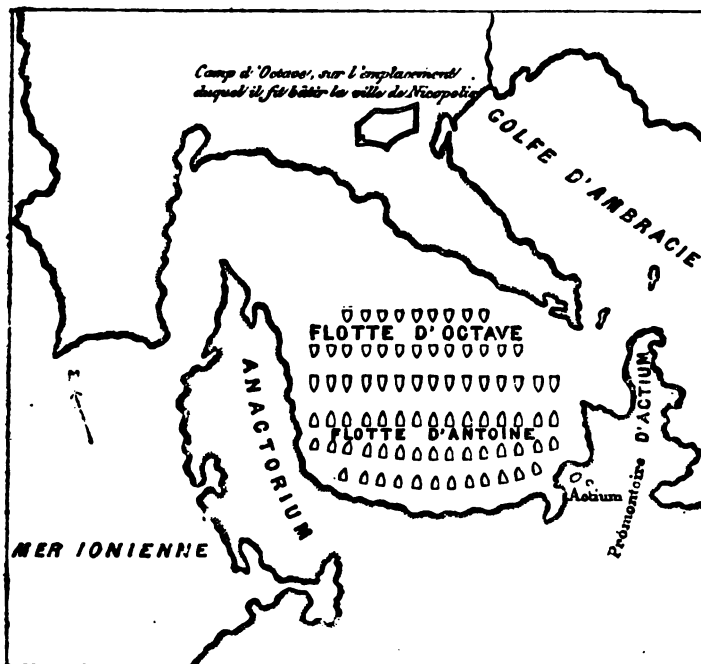 Camp d'Octave, sur l'emplacement
duquel il fit bâtir la ville de Nicopolis
GOLFE D'AMBRACIE
FLOTTE D'OCTAVE
ANACTORIUM
FLOTTE D'ANTOINE
Actium
Promontoire D'ACTIUM
MER IONIENNE